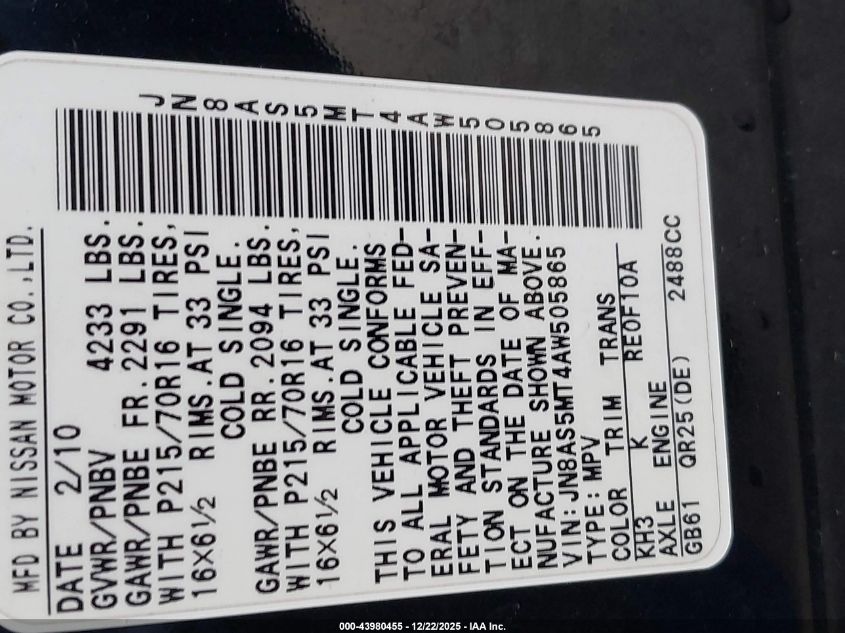 MFD BY NISSAN MOTOR CO.,LTD.
DATE 2/10
GVWR/PNBV 4233 LBS.
GAWR/PNBE FR.2291 LBS.
WITH P215/70R16 TIRES,
16X6½ RIMS.AT 33 PSI
COLD SINGLE.
GAWR/PNBE RR.2094 LBS.
WITH P215/70R16 TIRES,
16X6½ RIMS.AT 33 PSI
COLD SINGLE.
THIS VEHICLE CONFORMS
TO ALL APPLICABLE FED-
ERAL MOTOR VEHICLE SA-
FETY AND THEFT PREVEN-
TION STANDARDS IN EFF-
ECT ON THE DATE OF MA-
NUFACTURE SHOWN ABOVE.
VIN:JN8AS5MT4AW505865
TYPE:MPV
COLOR TRIM TRANS
KH3 K RE0F10A
AXLE ENGINE
GB61 QR25(DE) 2488CC
JN8AS5MT4AW505865
000-43980455 - 12/22/2025 - IAA Inc.